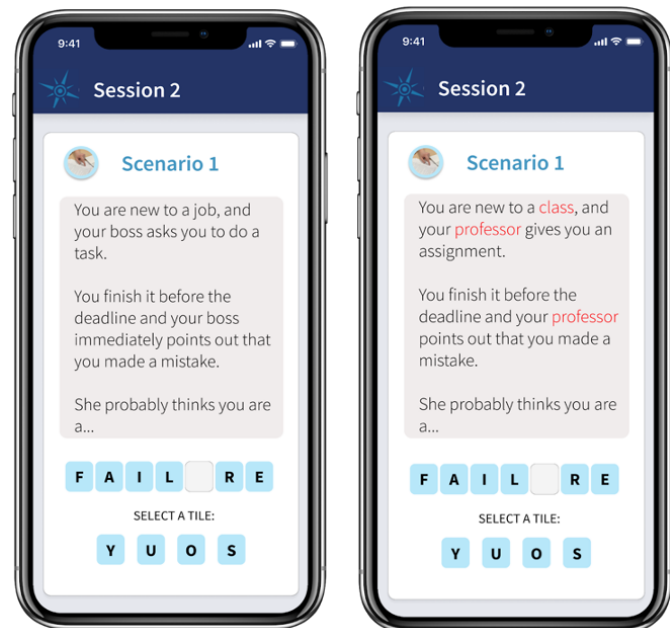 9:41
Session 2
Scenario 1
You are new to a job, and
your boss asks you to do a
task.
You finish it before the
deadline and your boss
immediately points out that
you made a mistake.
She probably thinks you are
a...
F A I L R E
SELECT A TILE:
Y U O S
9:41
Session 2
Scenario 1
You are new to a class, and
your professor gives you an
assignment.
You finish it before the
deadline and your professor
points out that you made a
mistake.
She probably thinks you are
a...
F A I L R E
SELECT A TILE:
Y U O S